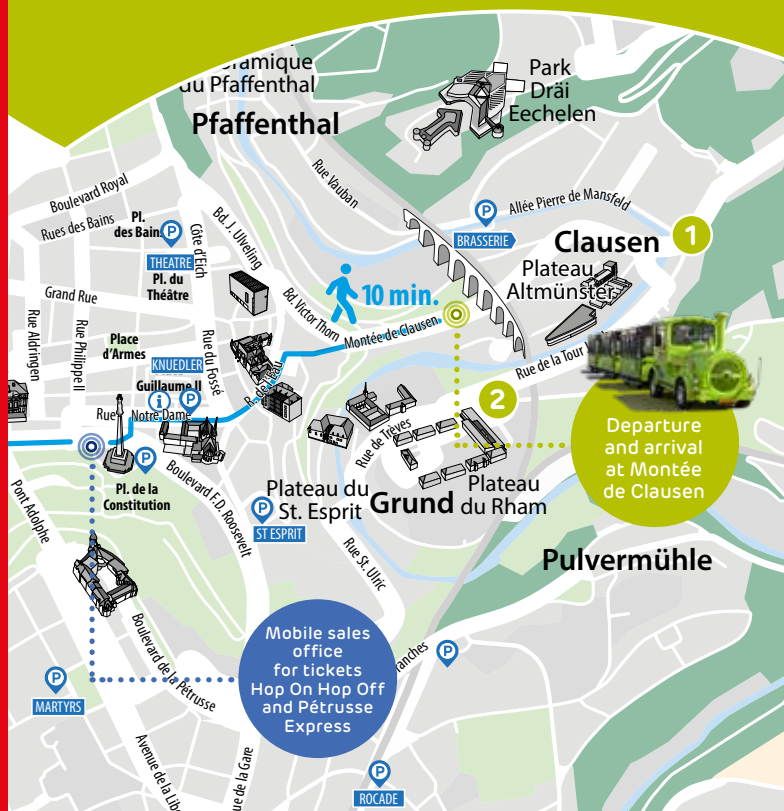 oramique
du Pfaffenthal
Pfaffenthal
Park
Dräi
Eechelen
Rue Vauban
Boulevard Royal
Rues des Bains
Pl.
des Bains
P
THEATRE
Pl. du
Théâtre
Côte d'Eich
Bd. J. Ulveling
P
BRASSERIE
Allée Pierre de Mansfeld
Clausen
1
Plateau
Altmünster
Grand Rue
10 min.
Bd Victor Thorn
Montée de Clausen
Rue Aldringen
Rue Philippe II
Place
d'Armes
Rue du Fossé
KNUEDLER
Guillaume II
i
P
Rue
Notre-Dame
R. de l'Eau
Rue de la Tour
2
Rue de Trèves
Departure
and arrival
at Montée
de Clausen
P
Pl. de la
Constitution
Boulevard F.D. Roosevelt
Pont Adolphe
Plateau du
St. Esprit
P
ST ESPRIT
Grund
Plateau
du Rham
Rue St. Ulric
Pulvermühle
Boulevard de la Pétrusse
Mobile sales
office
for tickets
Hop On Hop Off
and Pétrusse
Express
anches
P
P
MARTYRS
Avenue de la Lib
ue de la Gare
P
ROCADE